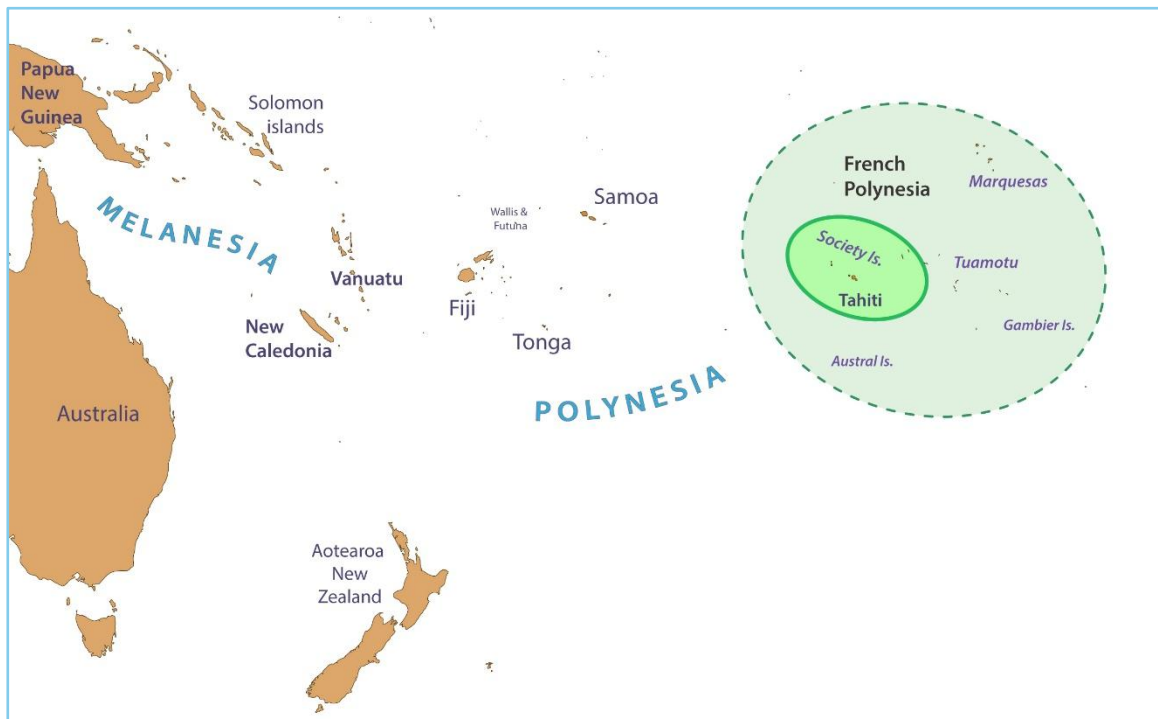 Papua
New
Guinea
Solomon
islands
MELANESIA
Vanuatu
New
Caledonia
Australia
Wallis &
Futuna
Fiji
Samoa
Tonga
POLYNESIA
Aotearoa
New
Zealand
French
Polynesia
Marquesas
Society Is.
Tahiti
Tuamotu
Gambier Is.
Austral Is.